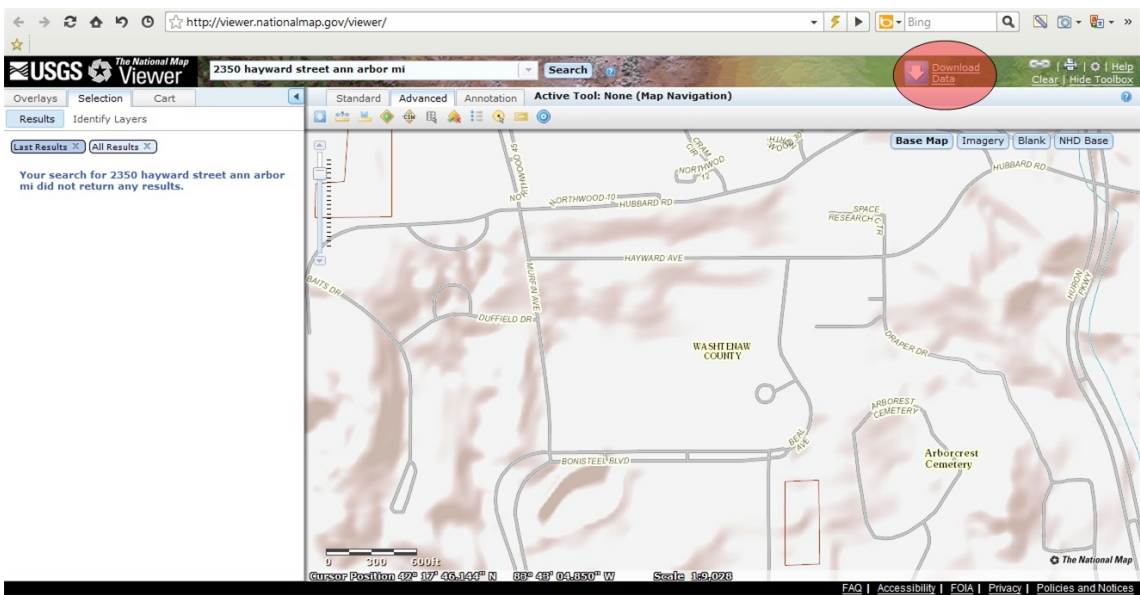 http://viewer.nationalmap.gov/viewer/
Bing
USGS The National Map Viewer
2350 hayward street ann arbor mi
Search
Download Data
Help
Clear | Hide Toolbox
Overlays Selection Cart
Standard Advanced Annotation Active Tool: None (Map Navigation)
Results Identify Layers
Last Results X All Results X
Your search for 2350 hayward street ann arbor
mi did not return any results.
Base Map Imagery Blank NHD Base
CRAM CIR
NORTHWOOD
12
HUBBARD RD
NORTHWOOD 10
HUBBARD RD
SPACE
RESEARCH CTR
HAYWARD AVE
BAITS DR
MURFIN AVE
HURON PKWY
DUFFIELD DR
WASHTENAW
COUNTY
DRAPER DR
ARBOREST
CEMETERY
BEAL AVE
Arborcrest
Cemetery
BONISTEEL BLVD
0 300 600ft
The National Map
Cursor Position 42° 17' 46.144" N 83° 43' 04.850" W Scale 1:9,028
FAQ | Accessibility | FOIA | Privacy | Policies and Notices